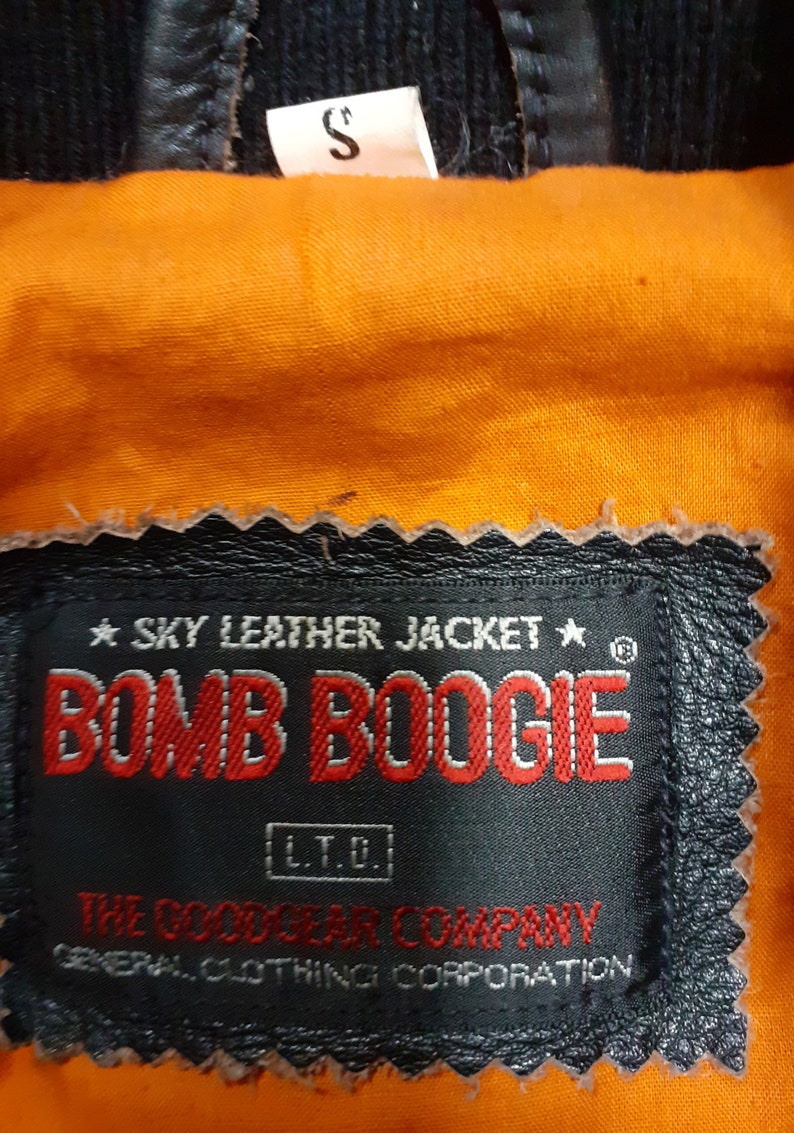 S
★ SKY LEATHER JACKET ★
BOMB BOOGIE ®
L.T.D.
THE GOODGEAR COMPANY
GENERAL CLOTHING CORPORATION